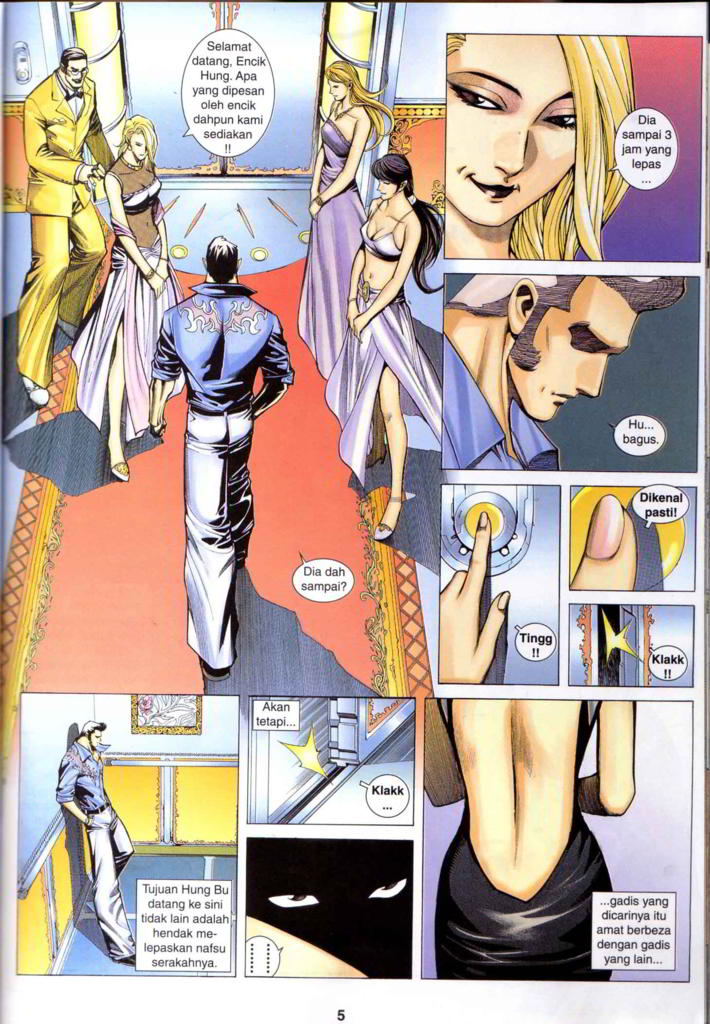 Selamat
datang, Encik
Hung. Apa
yang dipesan
oleh encik
dahpun kami
sediakan
!!
Dia
sampai 3
jam yang
lepas
...
Dia dah
sampai?
Hu...
bagus.
Tingg
!!
Dikenal
pasti!
Klakk
!!
Tujuan Hung Bu
datang ke sini
tidak lain adalah
hendak me-
lepaskan nafsu
serakahnya.
Akan
tetapi...
Klakk
...
...gadis yang
dicarinya itu
amat berbeza
dengan gadis
yang lain...
5